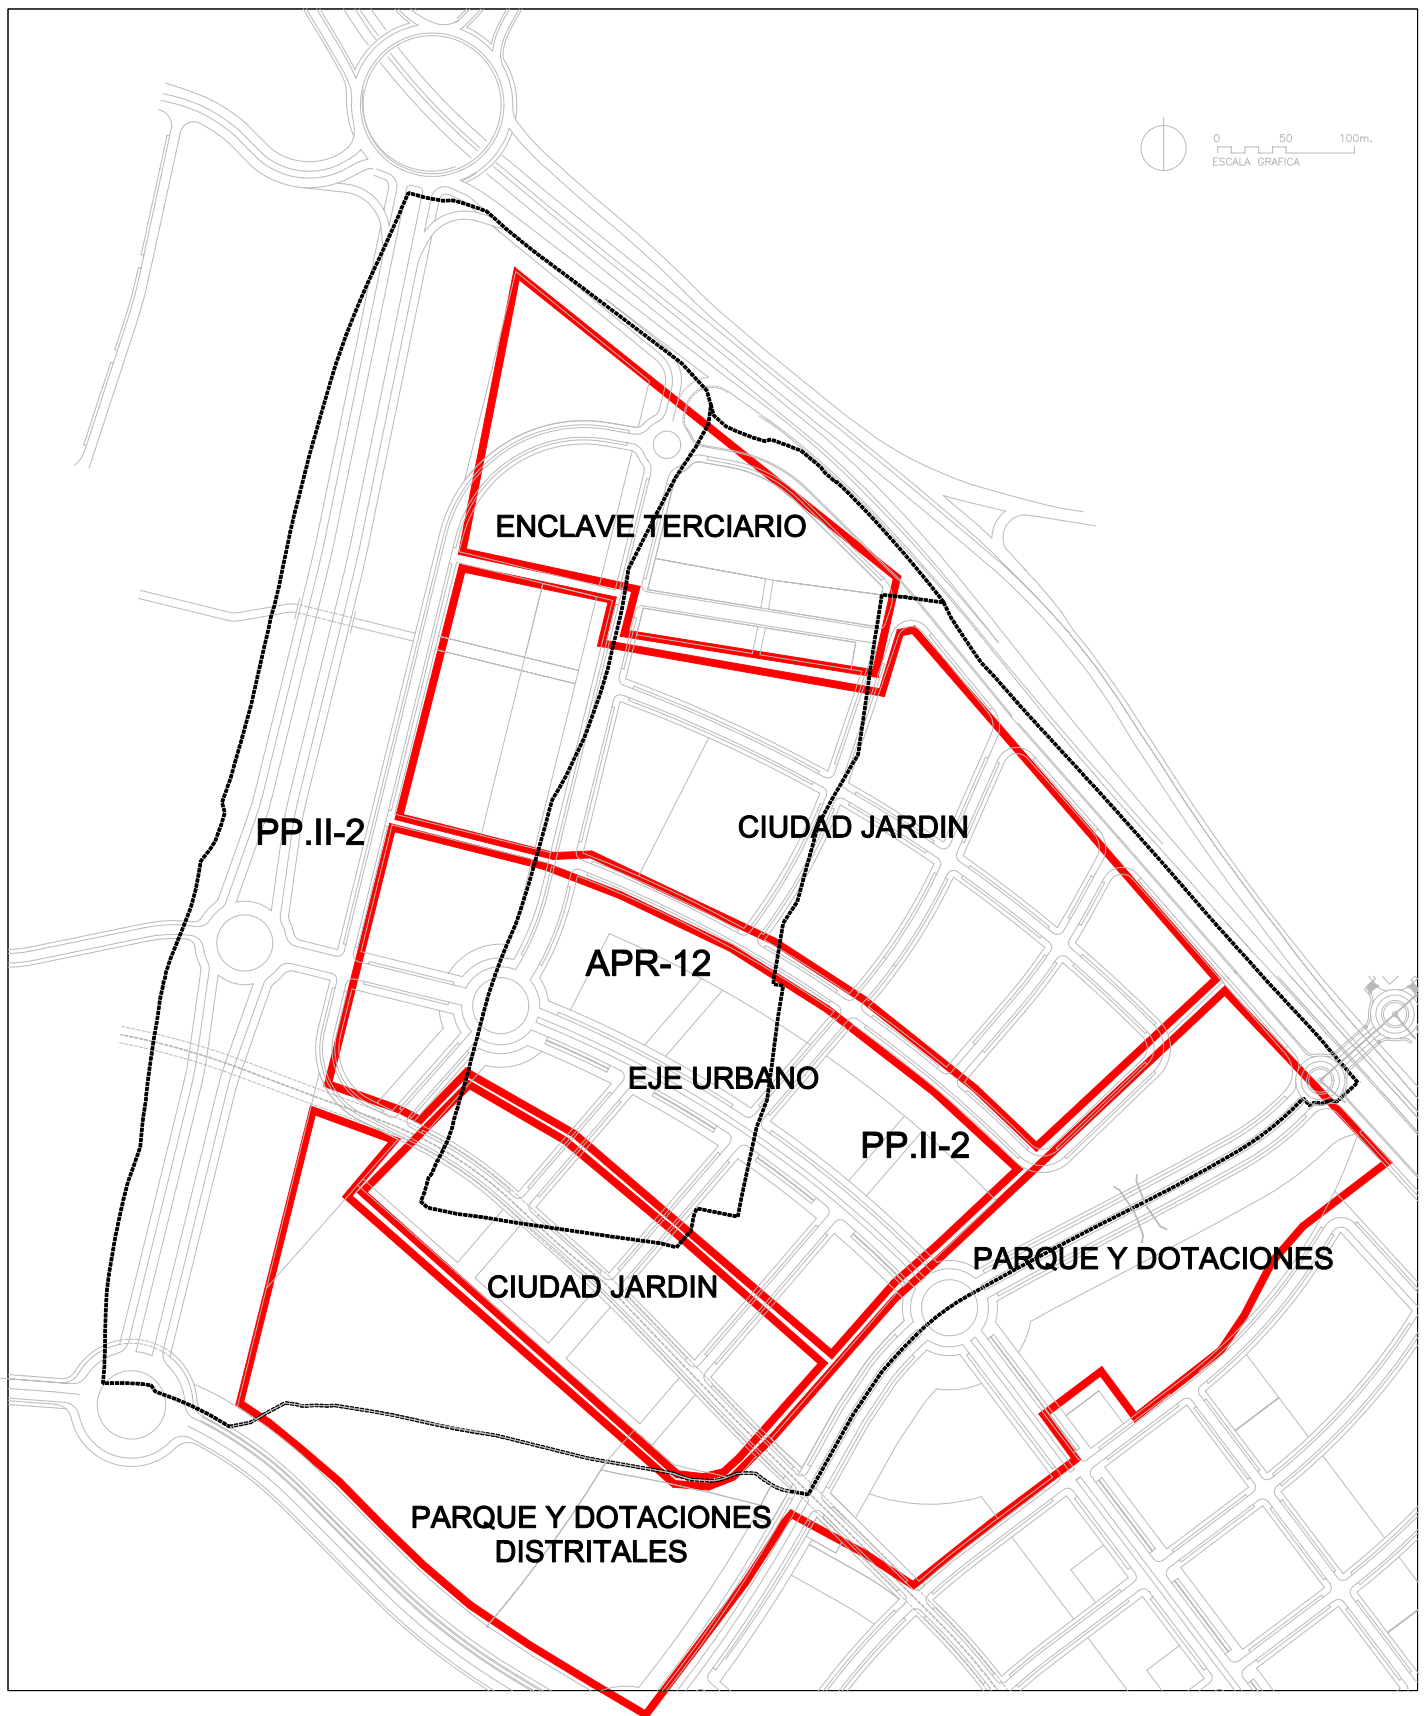 0 50 100m.
ESCALA GRAFICA
ENCLAVE TERCIARIO
PP.II-2
CIUDAD JARDIN
APR-12
EJE URBANO
PP.II-2
PARQUE Y DOTACIONES
CIUDAD JARDIN
PARQUE Y DOTACIONES
DISTRITALES